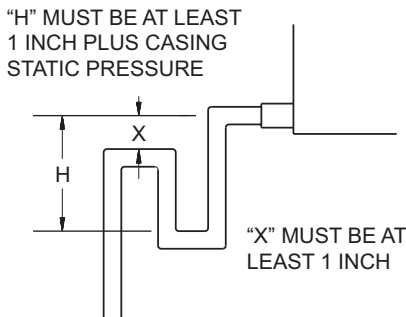 “H” MUST BE AT LEAST
1 INCH PLUS CASING
STATIC PRESSURE
X
H
“X” MUST BE AT
LEAST 1 INCH